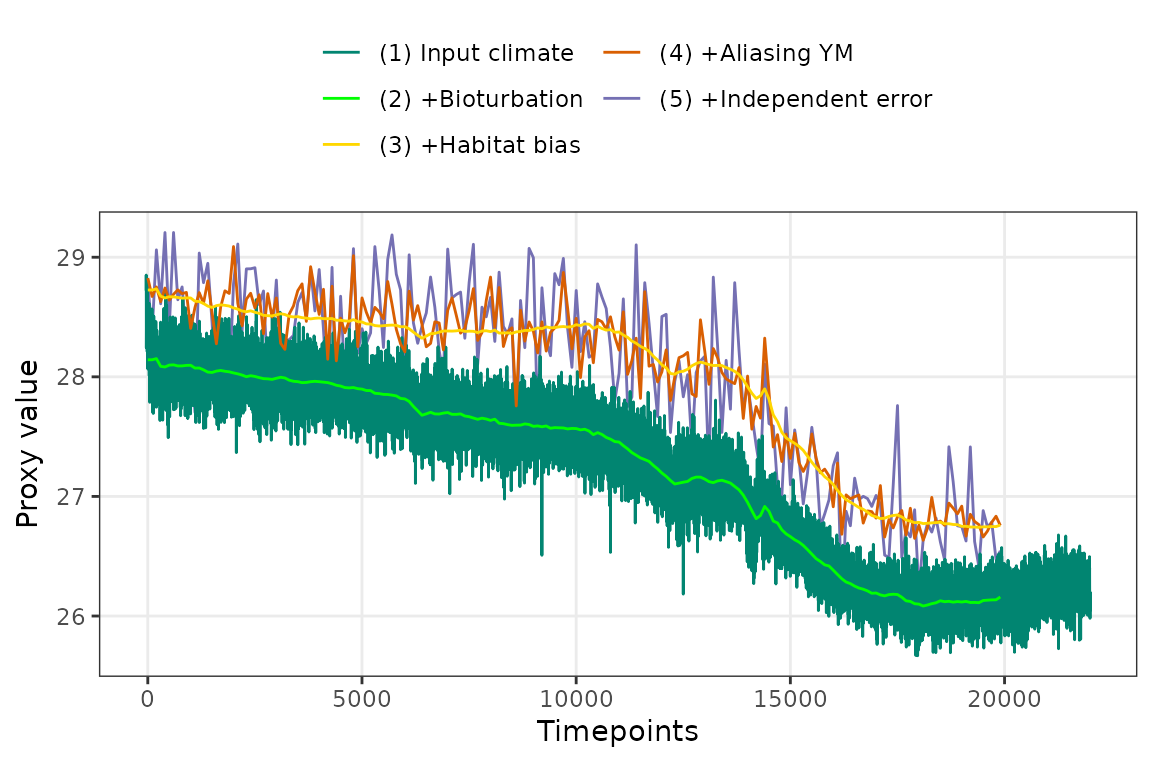 (1) Input climate (4) +Aliasing YM
(2) +Bioturbation (5) +Independent error
(3) +Habitat bias
29
28
27
26
Proxy value
0 5000 10000 15000 20000
Timepoints